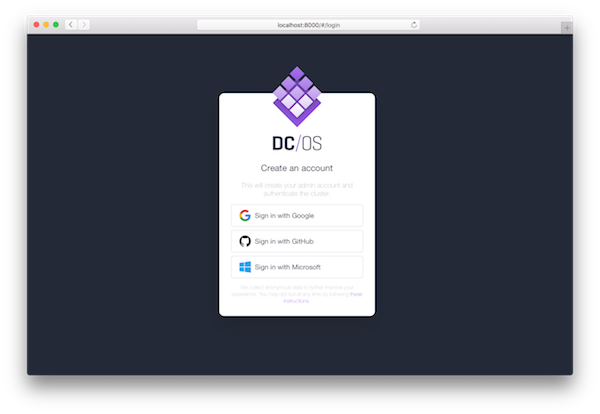 localhost:8000/#/login
DC/OS
Create an account
This will create your admin account and
authenticate the cluster.
Sign in with Google
Sign in with GitHub
Sign in with Microsoft
We collect anonymous data to better improve your
experience. You may opt out at any time by following these
instructions.